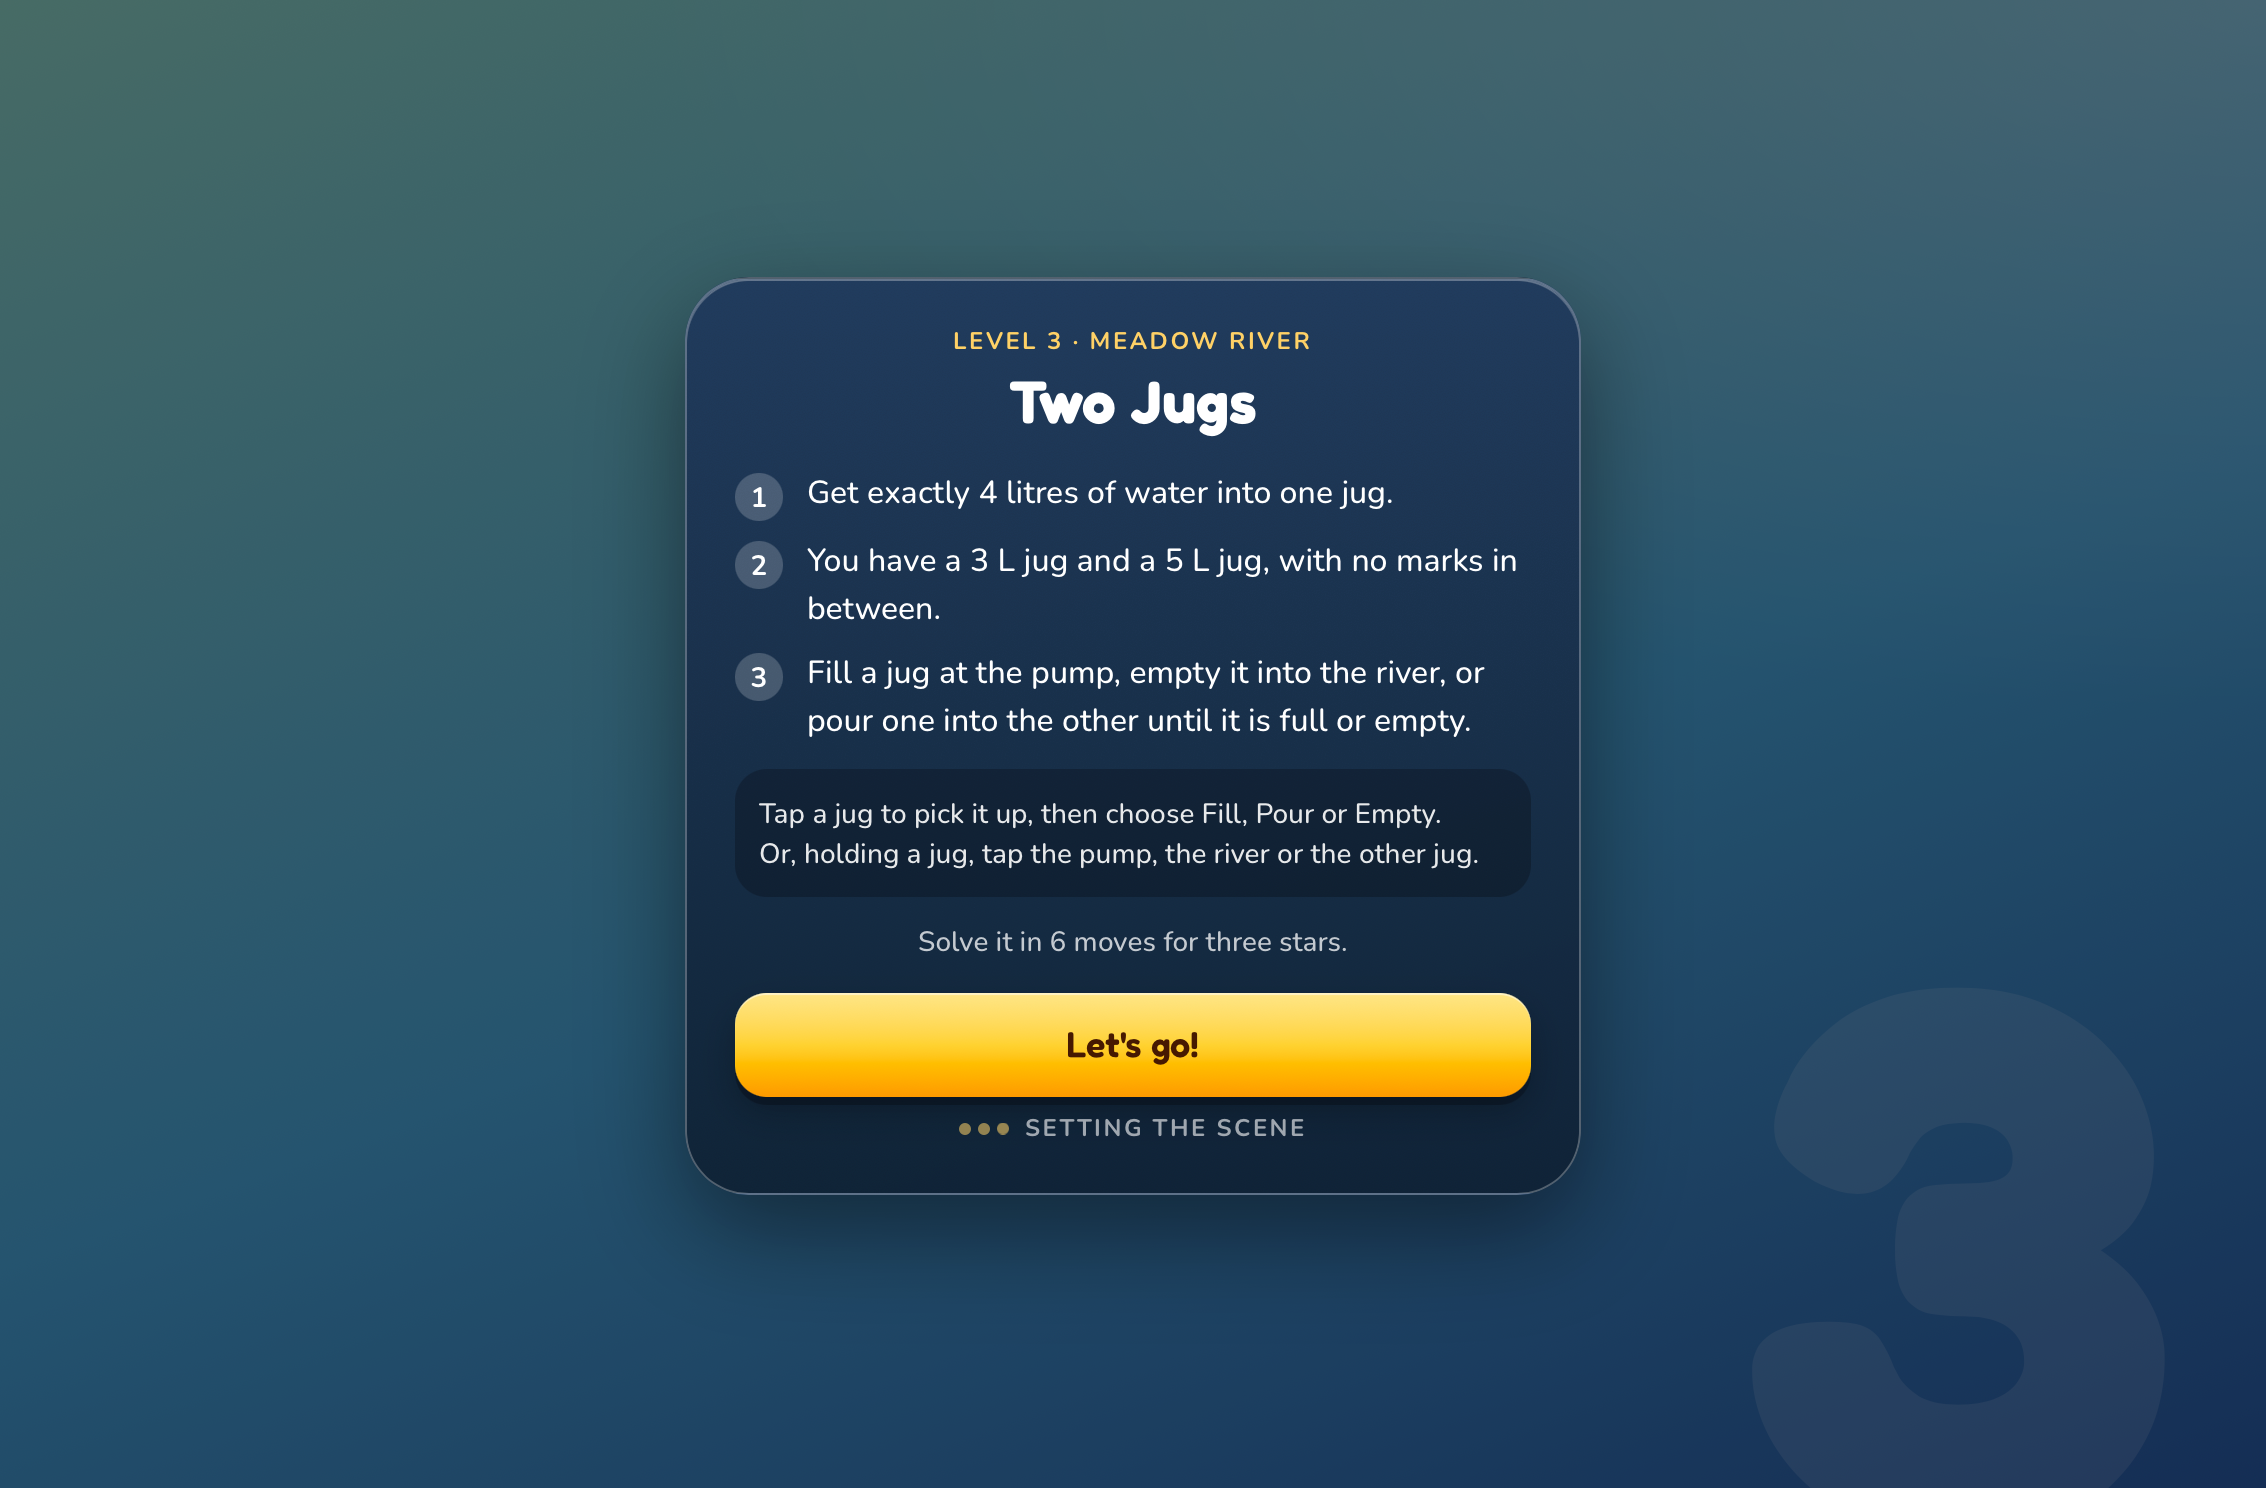 LEVEL 3 · MEADOW RIVER
Two Jugs
1 Get exactly 4 litres of water into one jug.
2 You have a 3 L jug and a 5 L jug, with no marks in
between.
3 Fill a jug at the pump, empty it into the river, or
pour one into the other until it is full or empty.
Tap a jug to pick it up, then choose Fill, Pour or Empty.
Or, holding a jug, tap the pump, the river or the other jug.
Solve it in 6 moves for three stars.
Let's go!
SETTING THE SCENE
3